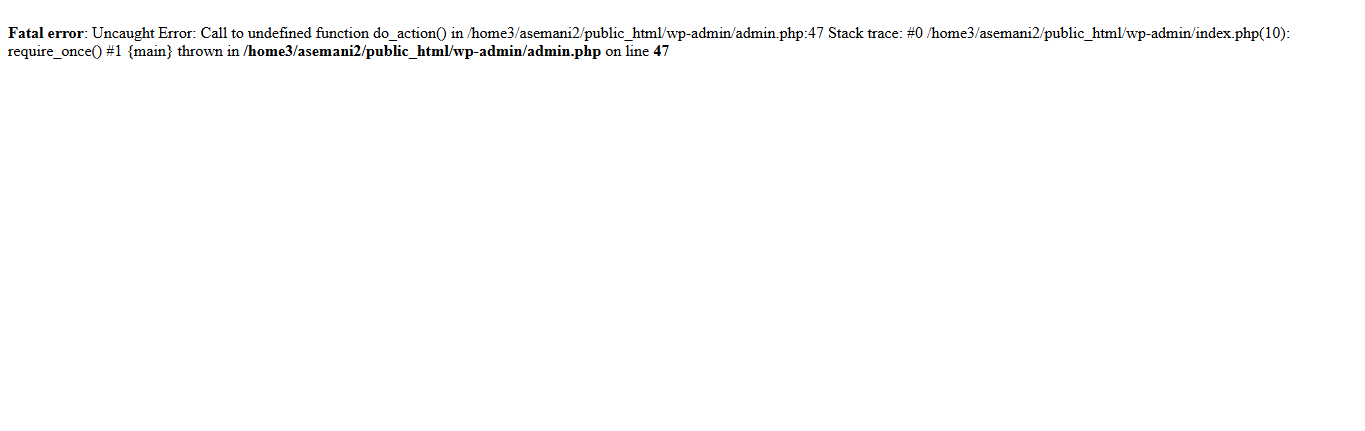 Fatal error: Uncaught Error: Call to undefined function do_action() in /home3/asemani2/public_html/wp-admin/admin.php:47 Stack trace: #0 /home3/asemani2/public_html/wp-admin/index.php(10):
require_once() #1 {main} thrown in /home3/asemani2/public_html/wp-admin/admin.php on line 47